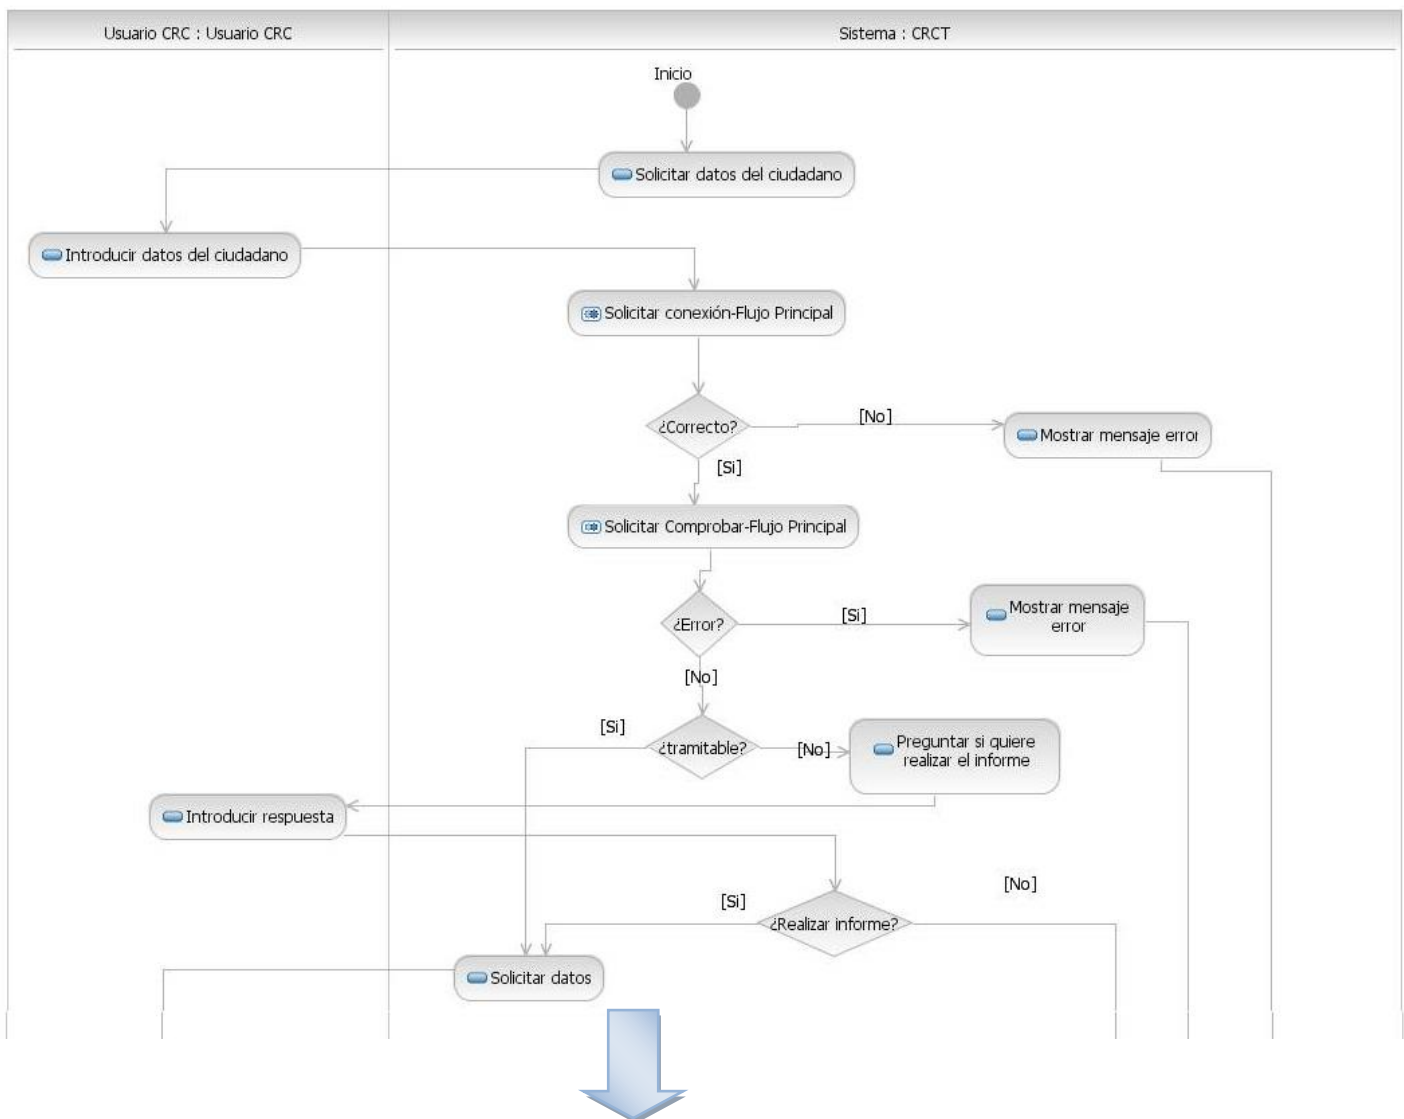 Usuario CRC : Usuario CRC
Sistema : CRCT
Inicio
Solicitar datos del ciudadano
Introducir datos del ciudadano
Solicitar conexión-Flujo Principal
¿Correcto?
[No]
Mostrar mensaje error
[Si]
Solicitar Comprobar-Flujo Principal
¿Error?
[Si]
Mostrar mensaje
error
[No]
[Si]
¿tramitable?
[No]
Preguntar si quiere
realizar el informe
Introducir respuesta
[Si]
¿Realizar informe?
[No]
Solicitar datos